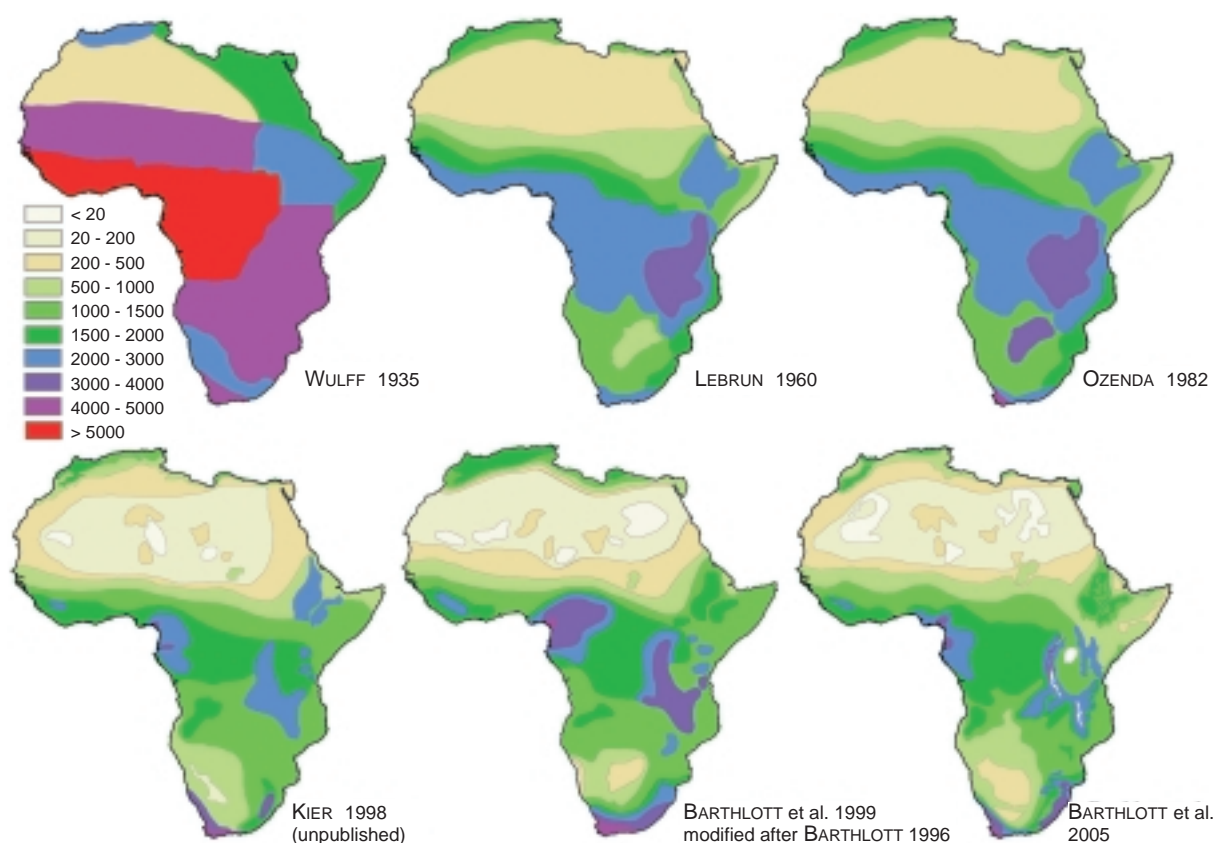 < 20
20 - 200
200 - 500
500 - 1000
1000 - 1500
1500 - 2000
2000 - 3000
3000 - 4000
4000 - 5000
> 5000
WULFF 1935
LEBRUN 1960
OZENDA 1982
KIER 1998
(unpublished)
BARTHLOTT et al. 1999
modified after BARTHLOTT 1996
BARTHLOTT et al.
2005